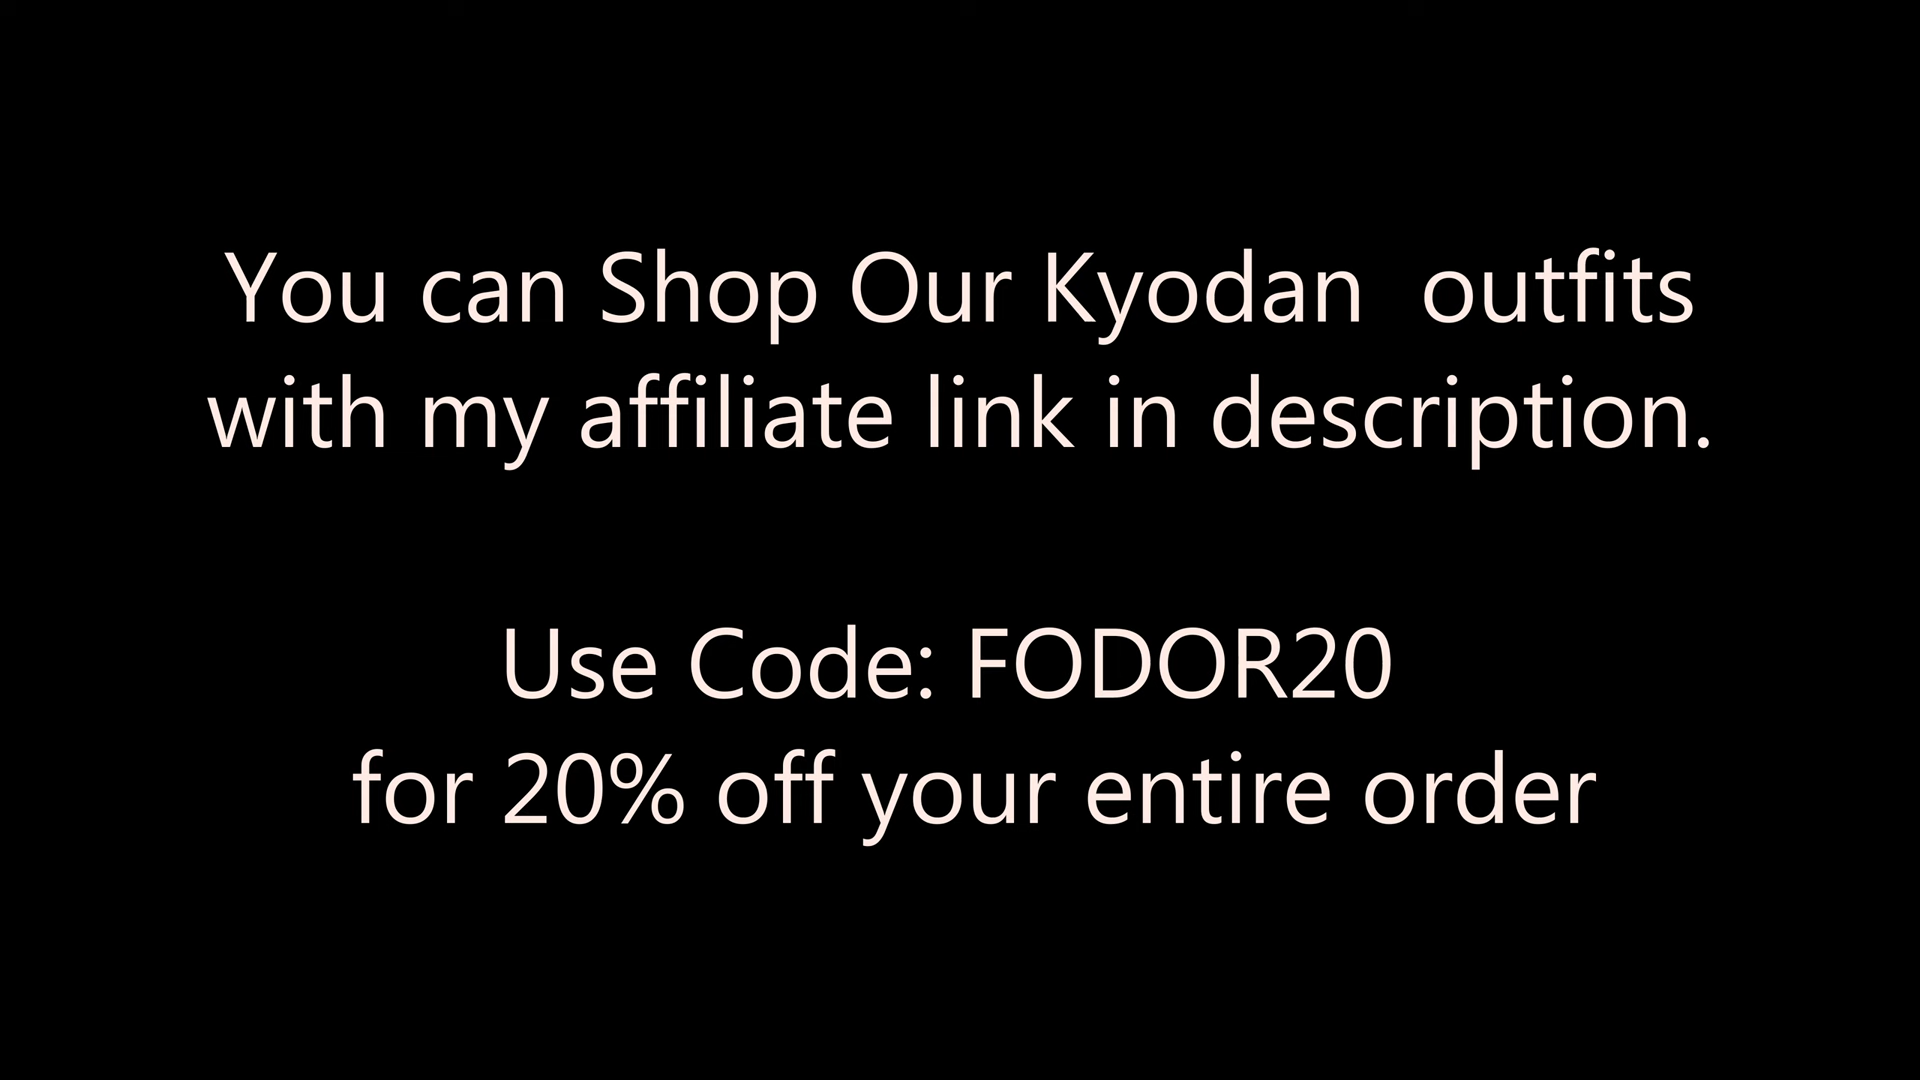 You can Shop Our Kyodan  outfits
with my affiliate link in description.
Use Code: FODOR20
for 20% off your entire order